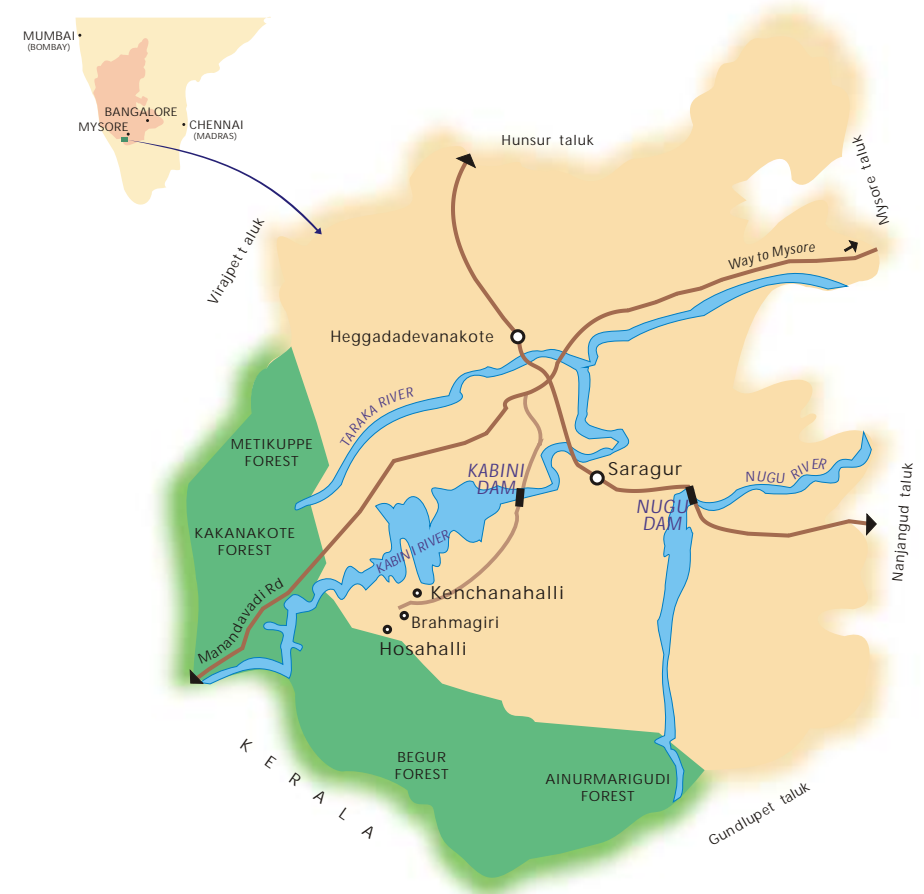 MUMBAI
(BOMBAY)
BANGALORE
MYSORE
CHENNAI
(MADRAS)
Hunsur taluk
Mysore taluk
Virajpett aluk
Way to Mysore
Heggadadevanakote
TARAKA RIVER
METIKUPPE
FOREST
KABINI
DAM
Saragur
NUGU RIVER
NUGU
DAM
Nanjangud taluk
KAKANAKOTE
FOREST
KABINI RIVER
Manandavadi Rd
Kenchanahalli
Brahmagiri
Hosahalli
KERALA
BEGUR
FOREST
AINURMARIGUDI
FOREST
Gundlupet taluk